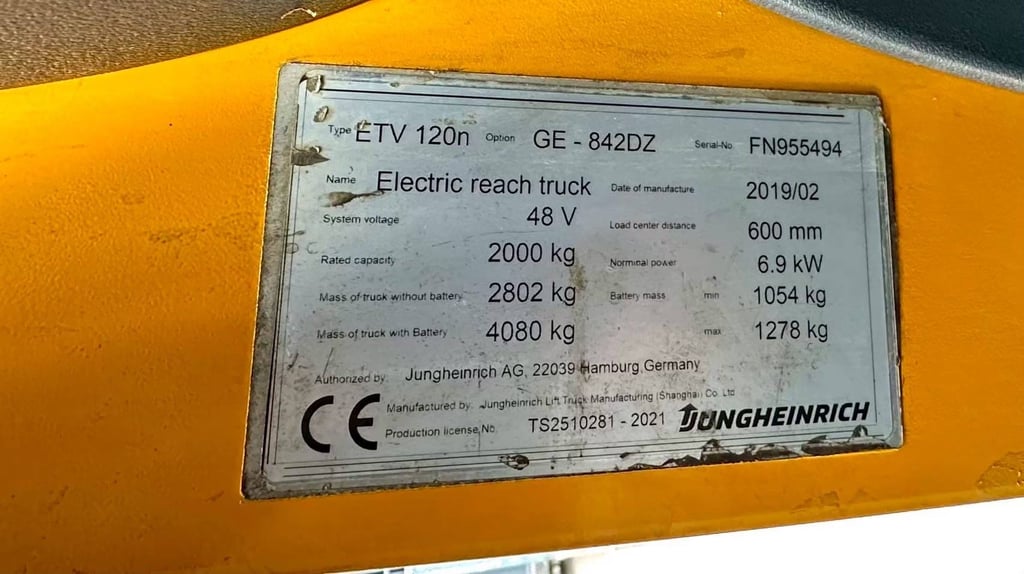 Type ETV 120n Option GE - 842DZ Serial-No FN955494
Name Electric reach truck Date of manufacture 2019/02
System voltage 48 V Load center distance 600 mm
Rated capacity 2000 kg Norminal power 6.9 kW
Mass of truck without battery 2802 kg Battery mass min 1054 kg
Mass of truck with Battery 4080 kg max 1278 kg
Authorized by: Jungheinrich AG, 22039 Hamburg,Germany
CE
Manufactured by: Jungheinrich Lift Truck Manufacturing (Shanghai) Co. Ltd
Production license No. TS2510281 - 2021 JUNGHEINRICH